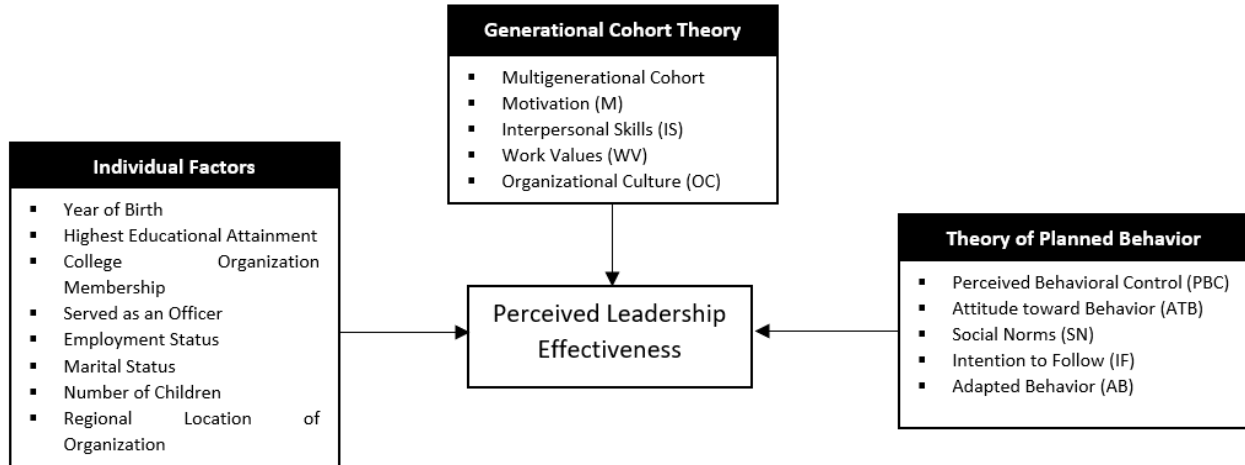 Generational Cohort Theory
▪ Multigenerational Cohort
▪ Motivation (M)
▪ Interpersonal Skills (IS)
▪ Work Values (WV)
▪ Organizational Culture (OC)
Individual Factors
▪ Year of Birth
▪ Highest Educational Attainment
▪ College Organization
Membership
▪ Served as an Officer
▪ Employment Status
▪ Marital Status
▪ Number of Children
▪ Regional Location of
Organization
Perceived Leadership
Effectiveness
Theory of Planned Behavior
▪ Perceived Behavioral Control (PBC)
▪ Attitude toward Behavior (ATB)
▪ Social Norms (SN)
▪ Intention to Follow (IF)
▪ Adapted Behavior (AB)